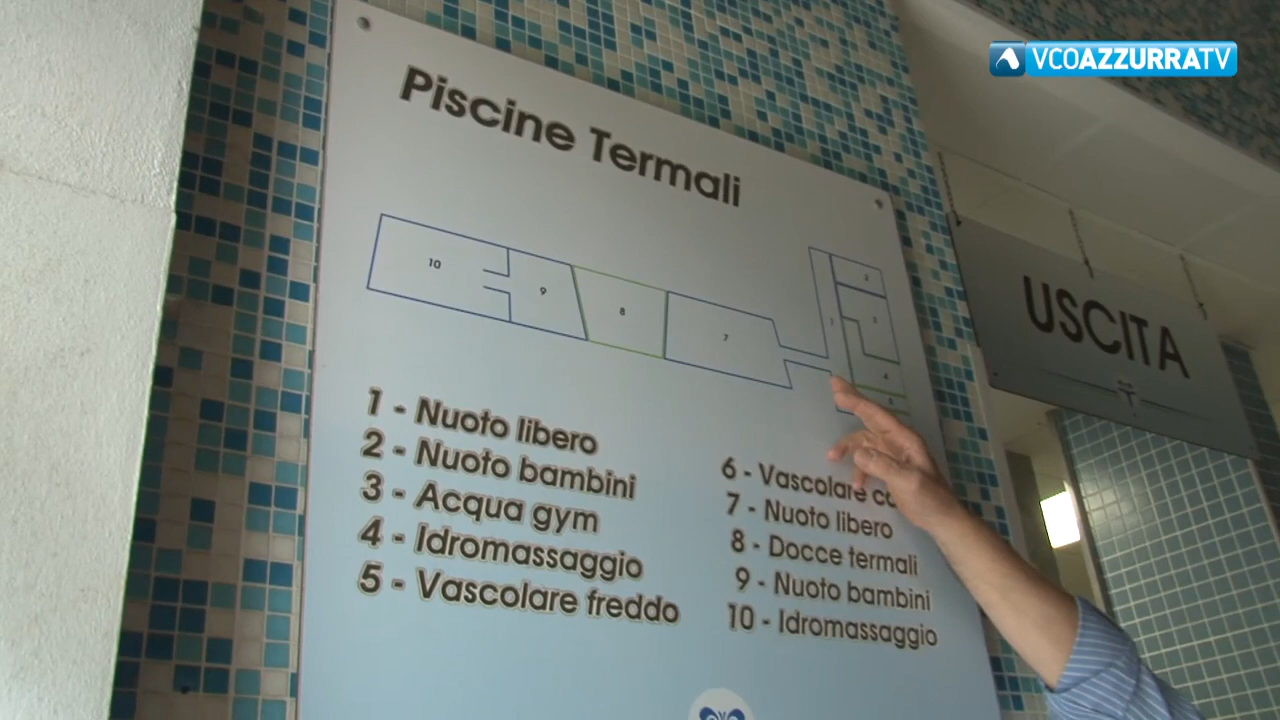 VCOAZZURRATV
Piscine Termali
10
9
8
7
1
3
2
4
5
USCITA
1 - Nuoto libero
2 - Nuoto bambini
3 - Acqua gym
4 - Idromassaggio
5 - Vascolare freddo
6 - Vascolare
7 - Nuoto libero
8 - Docce termali
9 - Nuoto bambini
10 - Idromassaggio